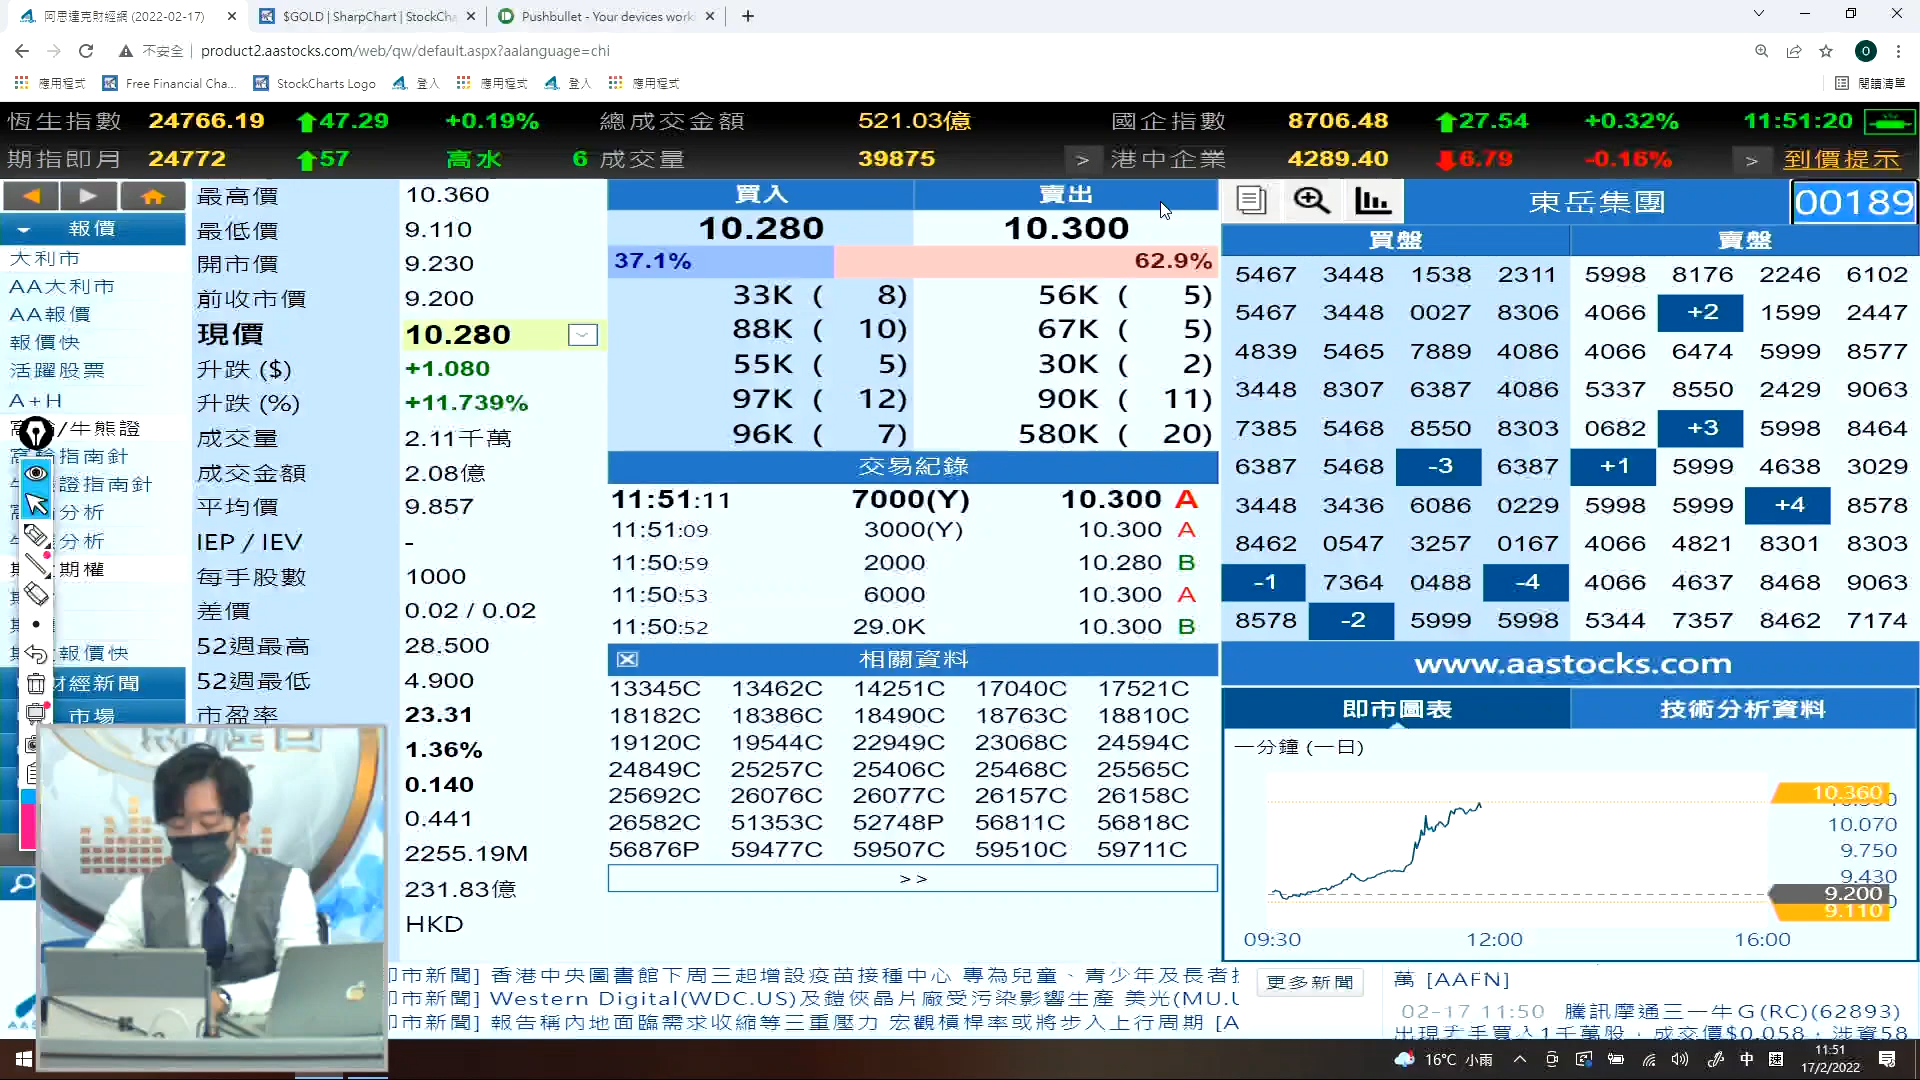 阿思達克財經網 (2022-02-17)
$GOLD | SharpChart | StockCha
Pushbullet - Your devices work
不安全 | product2.aastocks.com/web/qw/default.aspx?aalanguage=chi
應用程式 Free Financial Cha... StockCharts Logo 登入 應用程式 登入 應用程式 閱讀清單
恆生指數 24766.19 47.29 +0.19% 總成交金額 521.03億 國企指數 8706.48 27.54 +0.32% 11:51:20
期指即月 24772 57 高水 6 成交量 39875 > 港中企業 4289.40 6.79 -0.16% > 到價提示
報價
大利市
AA大利市
AA報價
報價快
活躍股票
A+H
/牛熊證
指南針
證指南針
分析
分析
期權
報價快
財經新聞
市場
最高價 10.360
最低價 9.110
開市價 9.230
前收市價 9.200
現價 10.280
升跌 ($) +1.080
升跌 (%) +11.739%
成交量 2.11千萬
成交金額 2.08億
平均價 9.857
IEP / IEV -
每手股數 1000
差價 0.02 / 0.02
52週最高 28.500
52週最低 4.900
市盈率 23.31
1.36%
0.140
0.441
2255.19M
231.83億
HKD
買入 賣出
10.280 10.300
37.1% 62.9%
33K ( 8) 56K ( 5)
88K ( 10) 67K ( 5)
55K ( 5) 30K ( 2)
97K ( 12) 90K ( 11)
96K ( 7) 580K ( 20)
交易紀錄
11:51:11 7000(Y) 10.300 A
11:51:09 3000(Y) 10.300 A
11:50:59 2000 10.280 B
11:50:53 6000 10.300 A
11:50:52 29.0K 10.300 B
相關資料
13345C 13462C 14251C 17040C 17521C
18182C 18386C 18490C 18763C 18810C
19120C 19544C 22949C 23068C 24594C
24849C 25257C 25406C 25468C 25565C
25692C 26076C 26077C 26157C 26158C
26582C 51353C 52748P 56811C 56818C
56876P 59477C 59507C 59510C 59711C
>>
東岳集團 00189
買盤 賣盤
5467 3448 1538 2311 5998 8176 2246 6102
5467 3448 0027 8306 4066 +2 1599 2447
4839 5465 7889 4086 4066 6474 5999 8577
3448 8307 6387 4086 5337 8550 2429 9063
7385 5468 8550 8303 0682 +3 5998 8464
6387 5468 -3 6387 +1 5999 4638 3029
3448 3436 6086 0229 5998 5999 +4 8578
8462 0547 3257 0167 4066 4821 8301 8303
-1 7364 0488 -4 4066 4637 8468 9063
8578 -2 5999 5998 5344 7357 8462 7174
www.aastocks.com
即市圖表 技術分析資料
一分鐘 (一日)
10.360
10.070
9.750
9.430
9.200
9.110
09:30 12:00 16:00
即市新聞] 香港中央圖書館下周三起增設疫苗接種中心 專為兒童、青少年及長者
即市新聞] Western Digital(WDC.US)及鎧俠晶片廠受污染影響生產 美光(MU.U
即市新聞] 報告稱內地面臨需求收縮等三重壓力 宏觀槓桿率或將步入上行周期 [A
更多新聞
萬 [AAFN]
02-17 11:50 騰訊摩通三一牛G(RC)(62893)
出現大手買入1千萬股，成交價$0.058，涉資58
16°C 小雨 中 11:51
17/2/2022